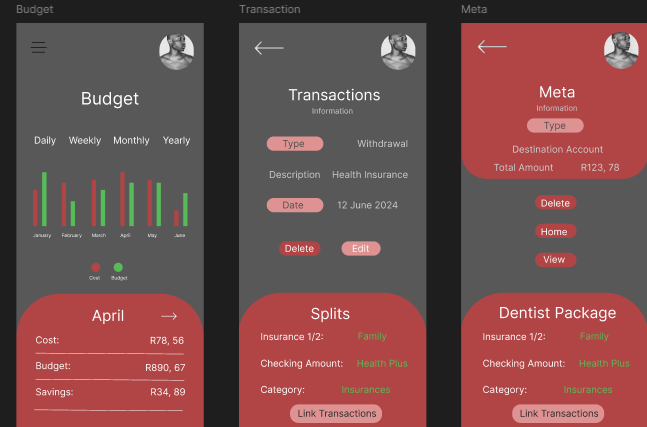 Budget
Budget
Daily Weekly Monthly Yearly
January February March April May June
Cost Budget
April
Cost: R78, 56
Budget: R890, 67
Savings: R34, 89
Transaction
Transactions
Information
Type Withdrawal
Description Health Insurance
Date 12 June 2024
Delete Edit
Splits
Insurance 1/2: Family
Checking Amount: Health Plus
Category: Insurances
Link Transactions
Meta
Meta
Information
Type
Destination Account
Total Amount R123, 78
Delete
Home
View
Dentist Package
Insurance 1/2: Family
Checking Amount: Health Plus
Category: Insurances
Link Transactions